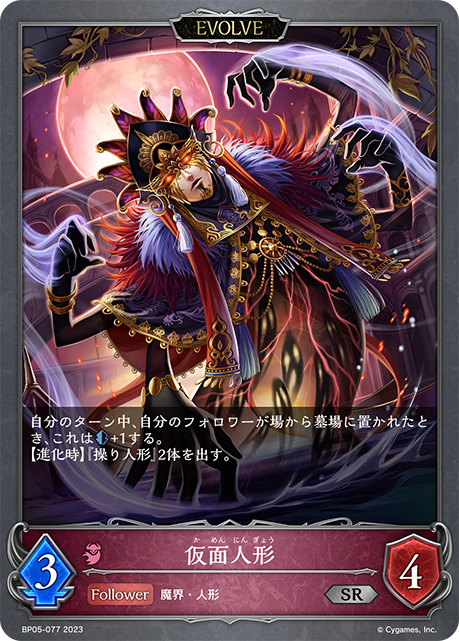 EVOLVE
自分のターン中、自分のフォロワーが場から墓場に置かれたと
き、これは+1する。
【進化時】『操り人形』2体を出す。
かめんにんぎょう
仮面人形
3
Follower
魔界・人形
SR
4
BP05-077 2023
© Cygames, Inc.